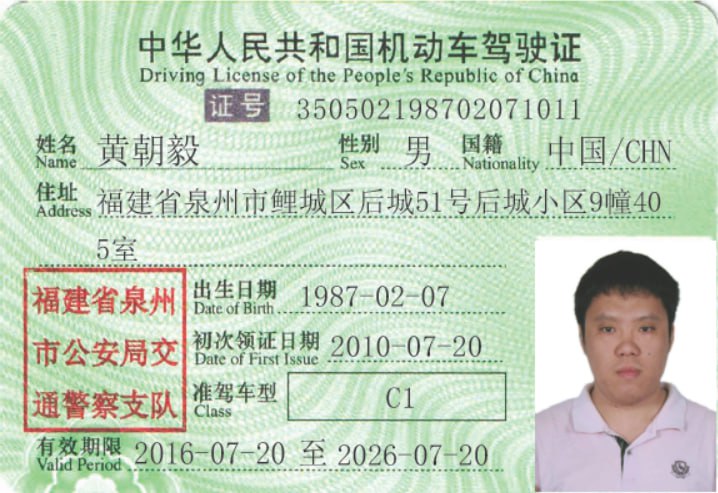 中华人民共和国机动车驾驶证
Driving License of the People's Republic of China
证号 350502198702071011
姓名 黄朝毅 性别 男 国籍 中国/CHN
Name Sex Nationality
住址 福建省泉州市鲤城区后城51号后城小区9幢40
Address
5室
福建省泉州
市公安局交
通警察支队
出生日期 1987-02-07
Date of Birth
初次领证日期 2010-07-20
Date of First Issue
准驾车型 C1
Class
有效期限 2016-07-20 至 2026-07-20
Valid Period